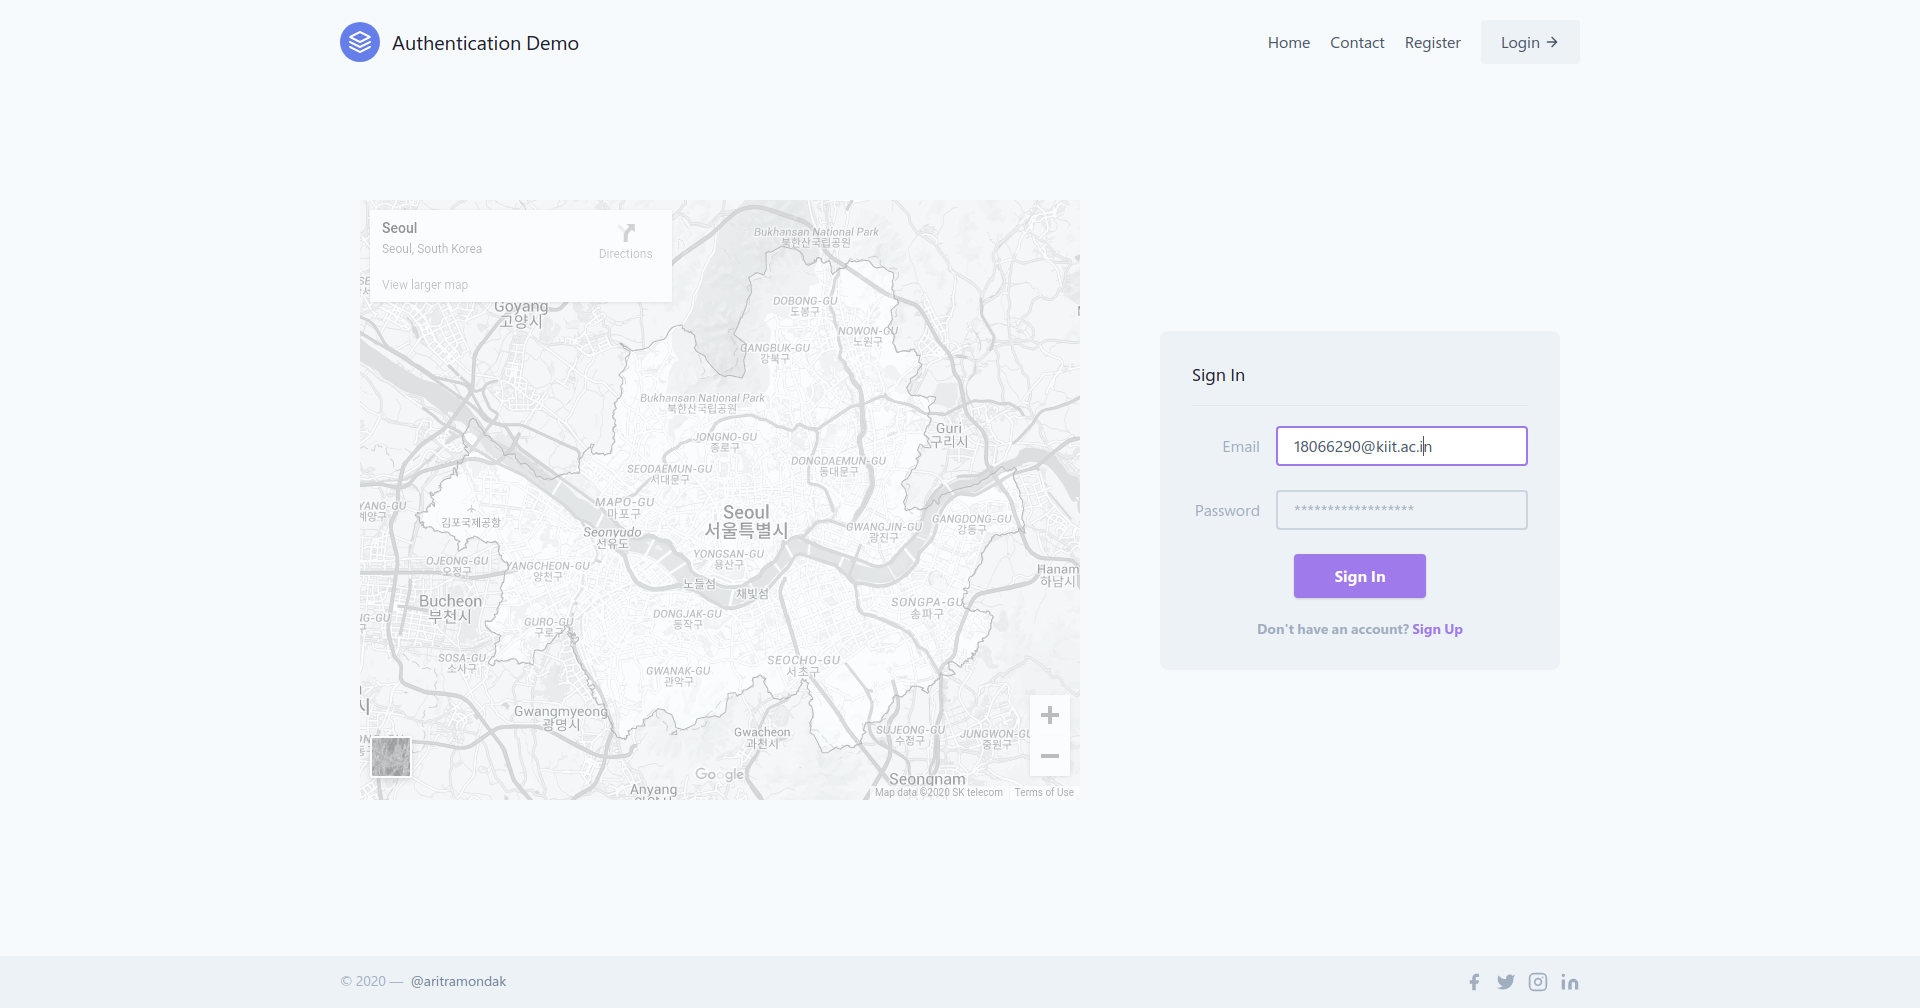 Authentication Demo
Home
Contact
Register
Login
Seoul
Seoul, South Korea
Directions
View larger map
Bukhansan National Park
북한산국립공원
Goyang
고양시
DOBONG-GU
도봉구
NOWON-GU
노원구
GANGBUK-GU
강북구
Bukhansan National Park
북한산국립공원
Guri
구리시
JONGNO-GU
종로구
SEODAEMUN-GU
서대문구
DONGDAEMUN-GU
동대문구
MAPO-GU
마포구
김포국제공항
Seoul
서울특별시
GWANGJIN-GU
광진구
GANGDONG-GU
강동구
Seonyudo
선유도
YONGSAN-GU
용산구
OJEONG-GU
오정구
YANGCHEON-GU
양천구
노들섬
채빛섬
Hanam
하남시
Bucheon
부천시
SONGPA-GU
송파구
DONGJAK-GU
동작구
GURO-GU
구로구
SOSA-GU
소사구
GWANAK-GU
관악구
SEOCHO-GU
서초구
Gwangmyeong
광명시
Gwacheon
과천시
SUJEONG-GU
수정구
JUNGWON-GU
중원구
Seongnam
Anyang
Google
Map data ©2020 SK telecom
Terms of Use
Sign In
Email
18066290@kiit.ac.in
Password
******************
Sign In
Don't have an account? Sign Up
© 2020 — @aritramondak